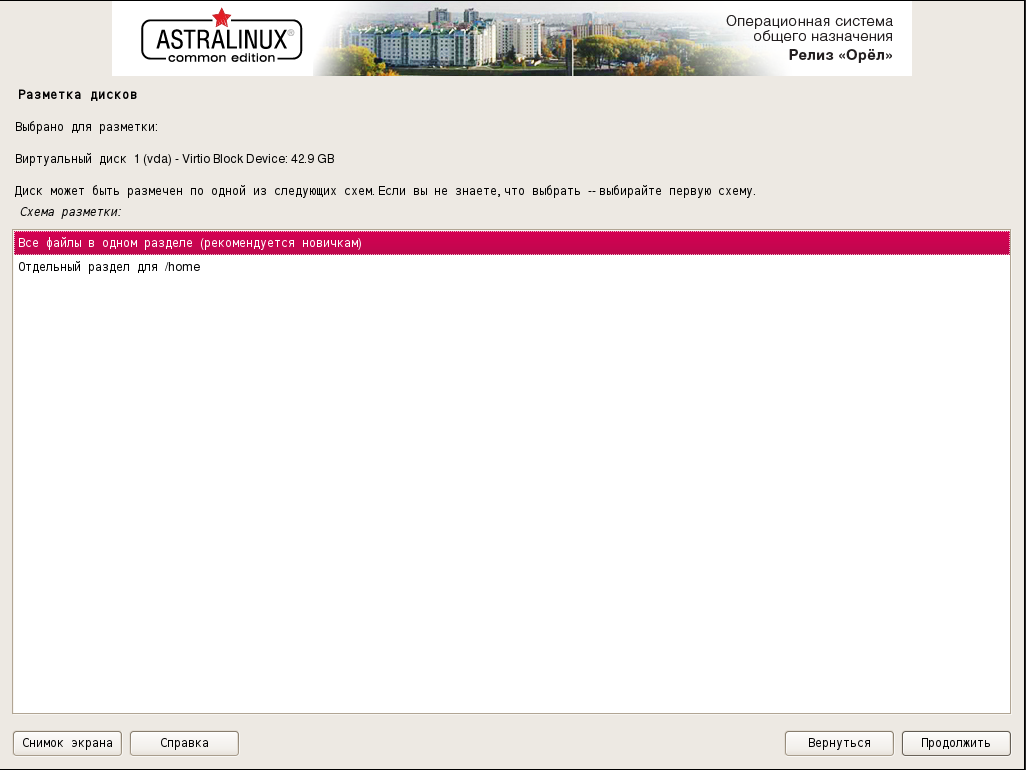 ASTRALINUX®
common edition
Операционная система
общего назначения
Релиз «Орёл»
Разметка дисков
Выбрано для разметки:
Виртуальный диск 1 (vda) - Virtio Block Device: 42.9 GB
Диск может быть размечен по одной из следующих схем. Если вы не знаете, что выбрать -- выбирайте первую схему.
Схема разметки:
Все файлы в одном разделе (рекомендуется новичкам)
Отдельный раздел для /home
Снимок экрана
Справка
Вернуться
Продолжить